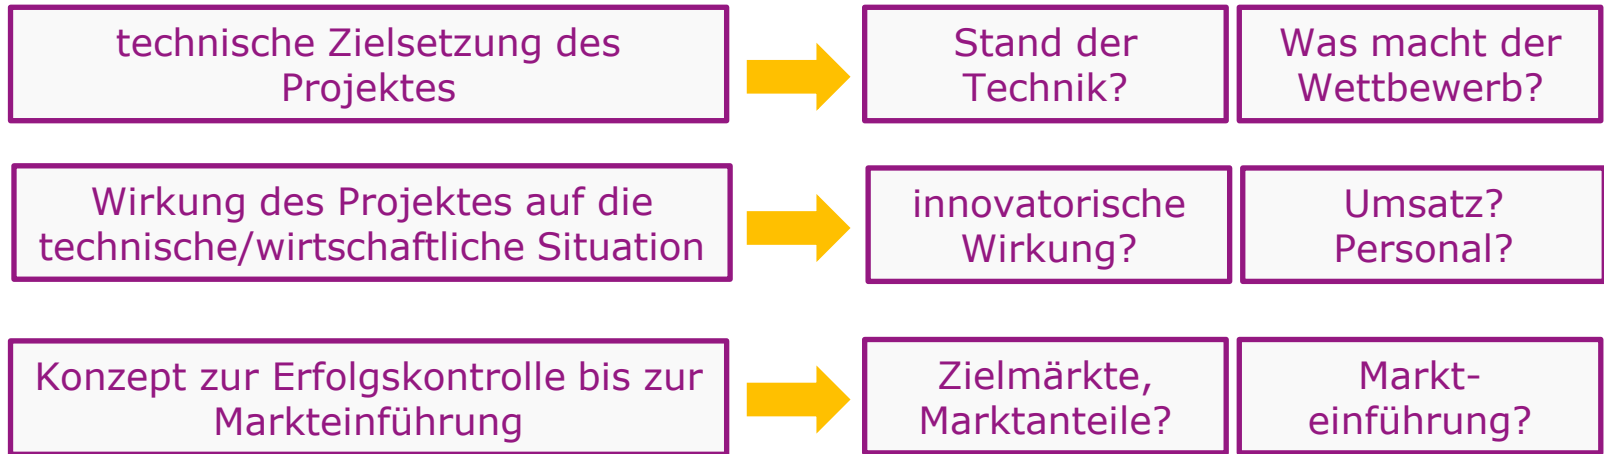 technische Zielsetzung des
Projektes
Stand der
Technik?
Was macht der
Wettbewerb?
Wirkung des Projektes auf die
technische/wirtschaftliche Situation
innovatorische
Wirkung?
Umsatz?
Personal?
Konzept zur Erfolgskontrolle bis zur
Markteinführung
Zielmärkte,
Marktanteile?
Markt-
einführung?